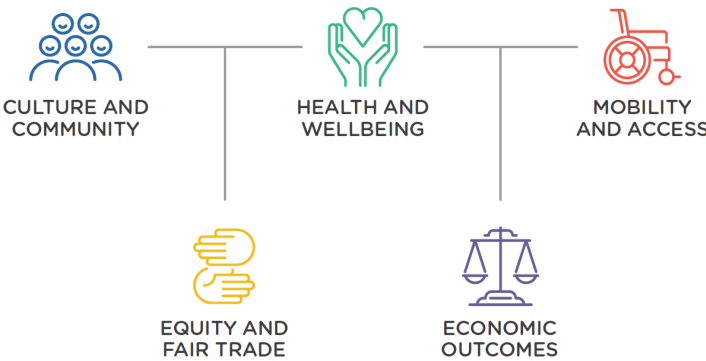 CULTURE AND
COMMUNITY
HEALTH AND
WELLBEING
MOBILITY
AND ACCESS
EQUITY AND
FAIR TRADE
ECONOMIC
OUTCOMES